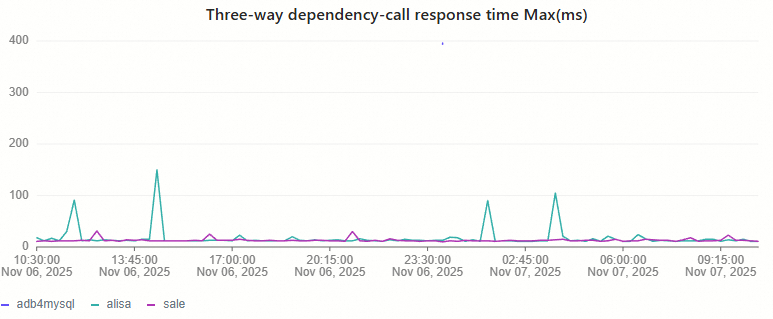 Three-way dependency-call response time Max(ms)
400
300
200
100
0
10:30:00 13:45:00 17:00:00 20:15:00 23:30:00 02:45:00 06:00:00 09:15:00
Nov 06, 2025 Nov 06, 2025 Nov 06, 2025 Nov 06, 2025 Nov 06, 2025 Nov 07, 2025 Nov 07, 2025 Nov 07, 2025
adb4mysql alisa sale